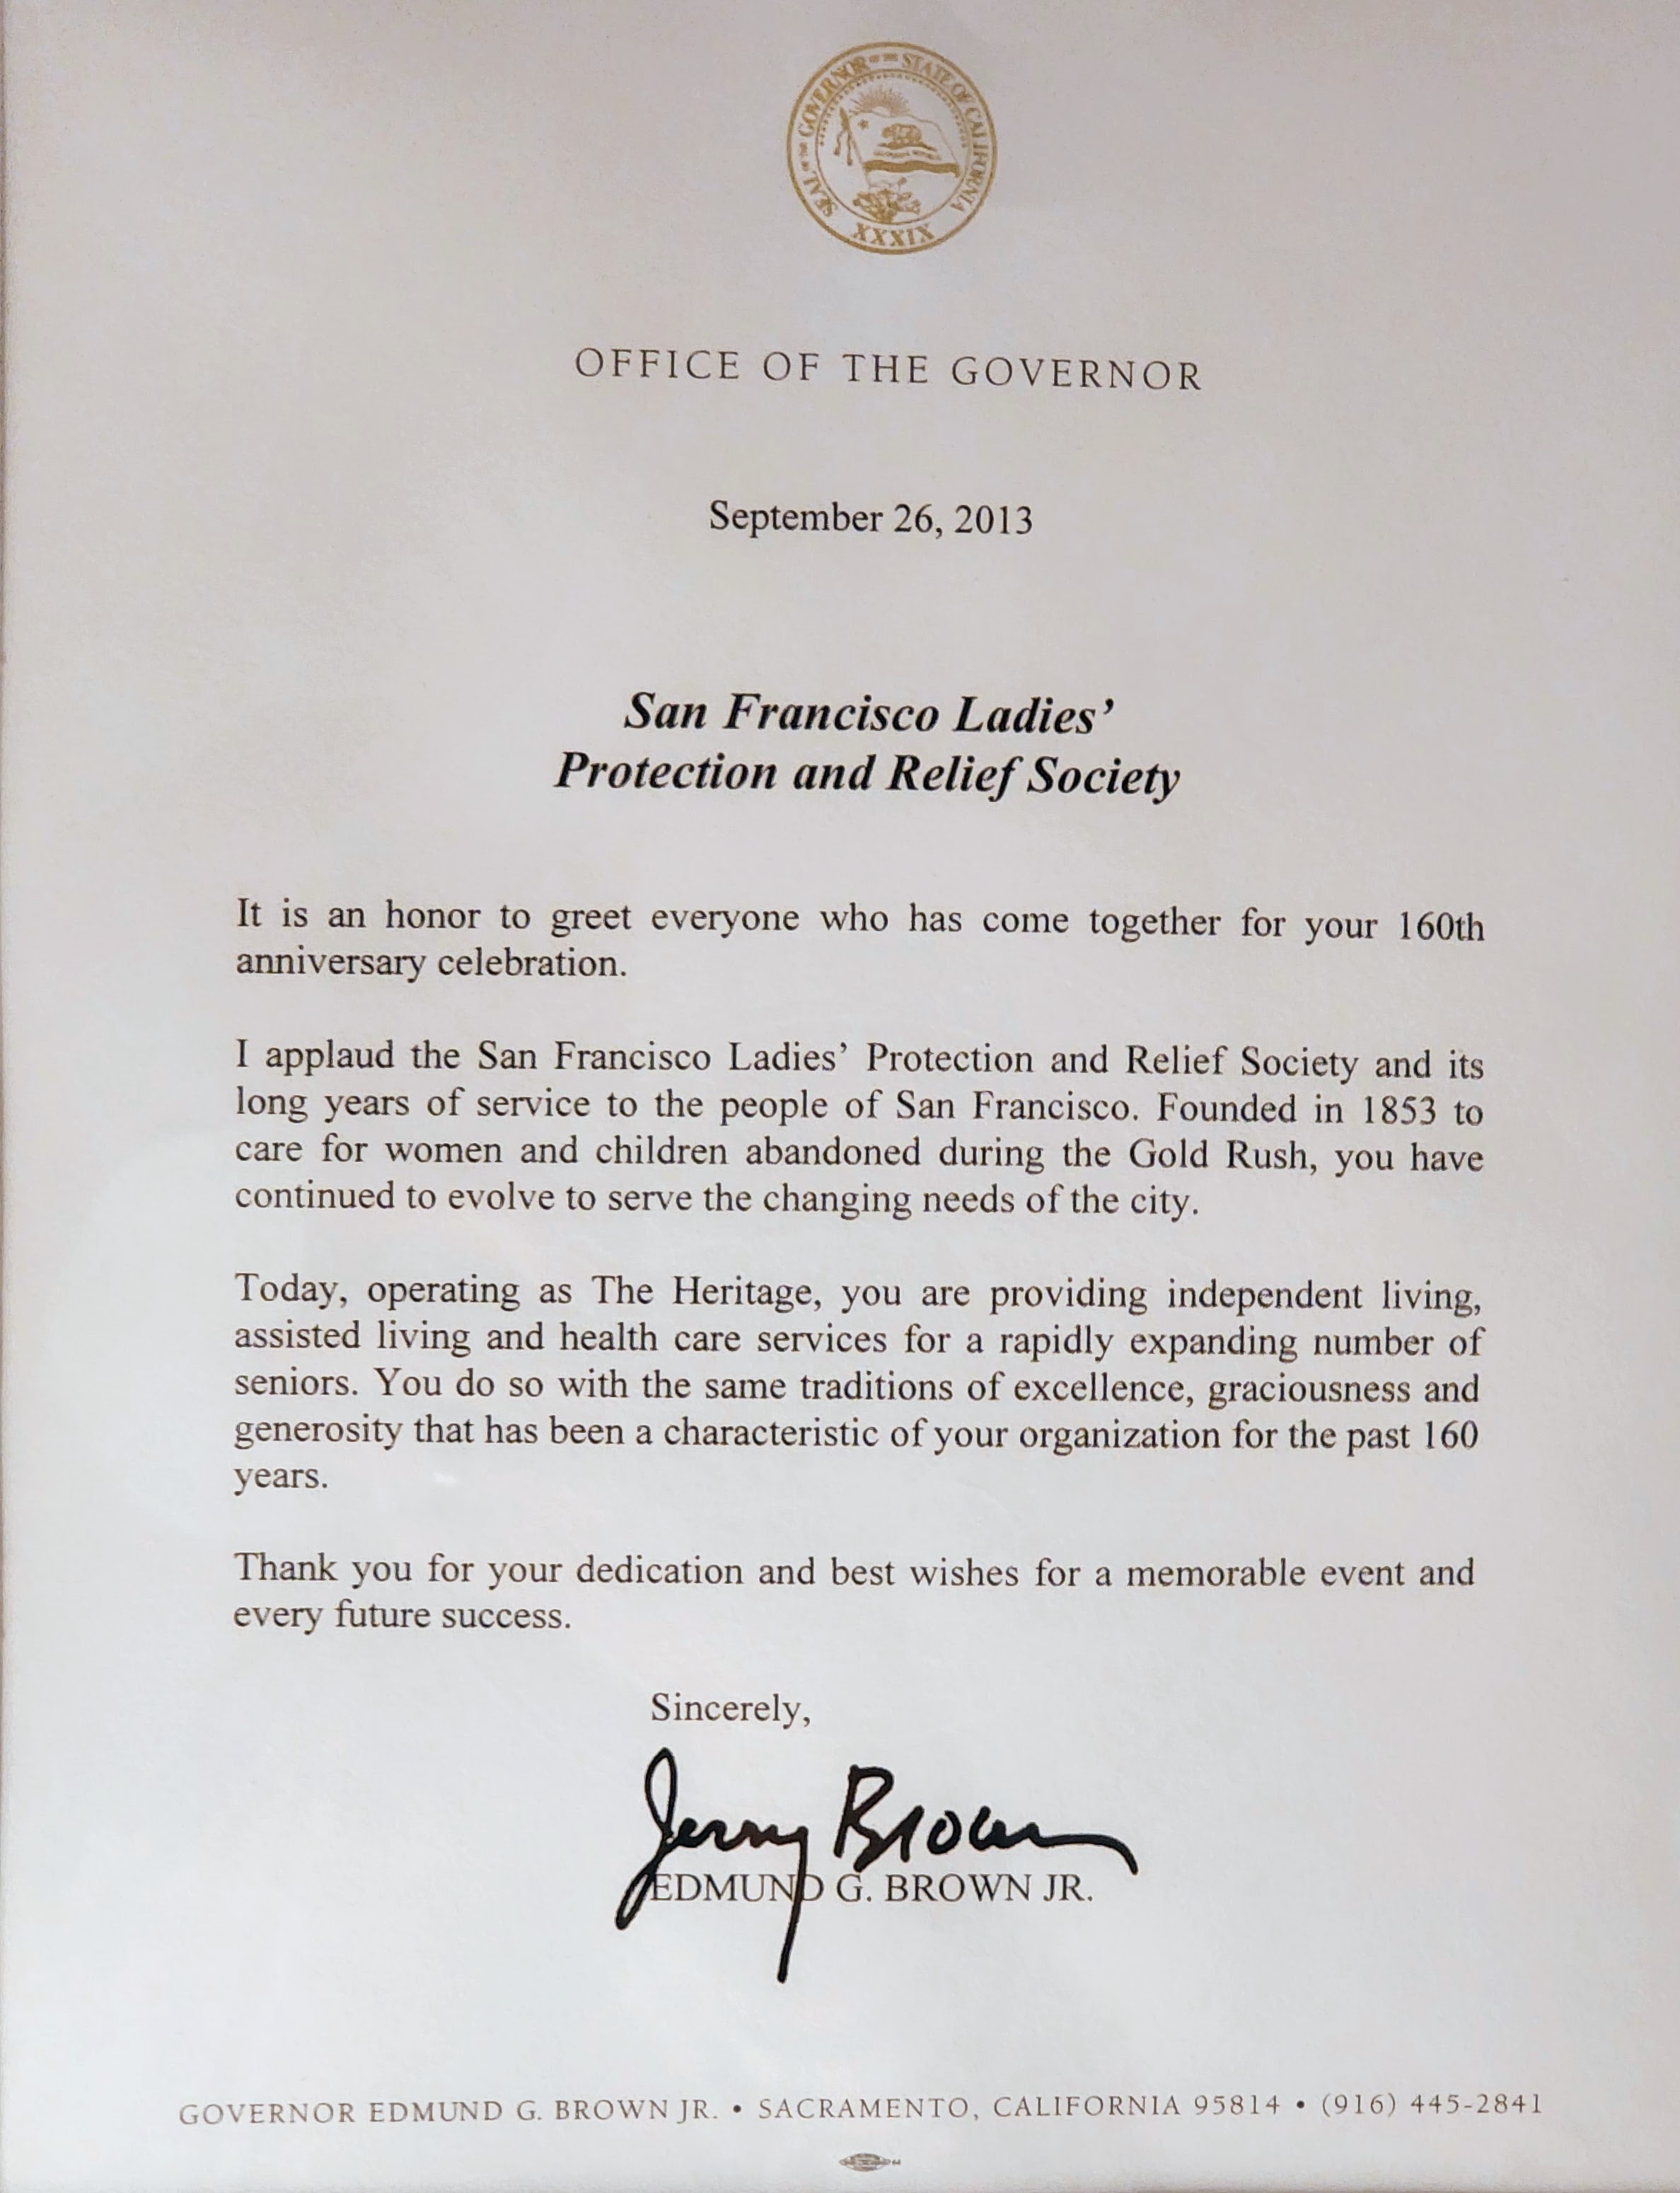 SEAL OF THE GOVERNOR OF THE STATE OF CALIFORNIA
XXXIX
OFFICE OF THE GOVERNOR
September 26, 2013
San Francisco Ladies’
Protection and Relief Society
It is an honor to greet everyone who has come together for your 160th
anniversary celebration.
I applaud the San Francisco Ladies’ Protection and Relief Society and its
long years of service to the people of San Francisco. Founded in 1853 to
care for women and children abandoned during the Gold Rush, you have
continued to evolve to serve the changing needs of the city.
Today, operating as The Heritage, you are providing independent living,
assisted living and health care services for a rapidly expanding number of
seniors. You do so with the same traditions of excellence, graciousness and
generosity that has been a characteristic of your organization for the past 160
years.
Thank you for your dedication and best wishes for a memorable event and
every future success.
Sincerely,
Jerry Brown
EDMUND G. BROWN JR.
GOVERNOR EDMUND G. BROWN JR. • SACRAMENTO, CALIFORNIA 95814 • (916) 445-2841